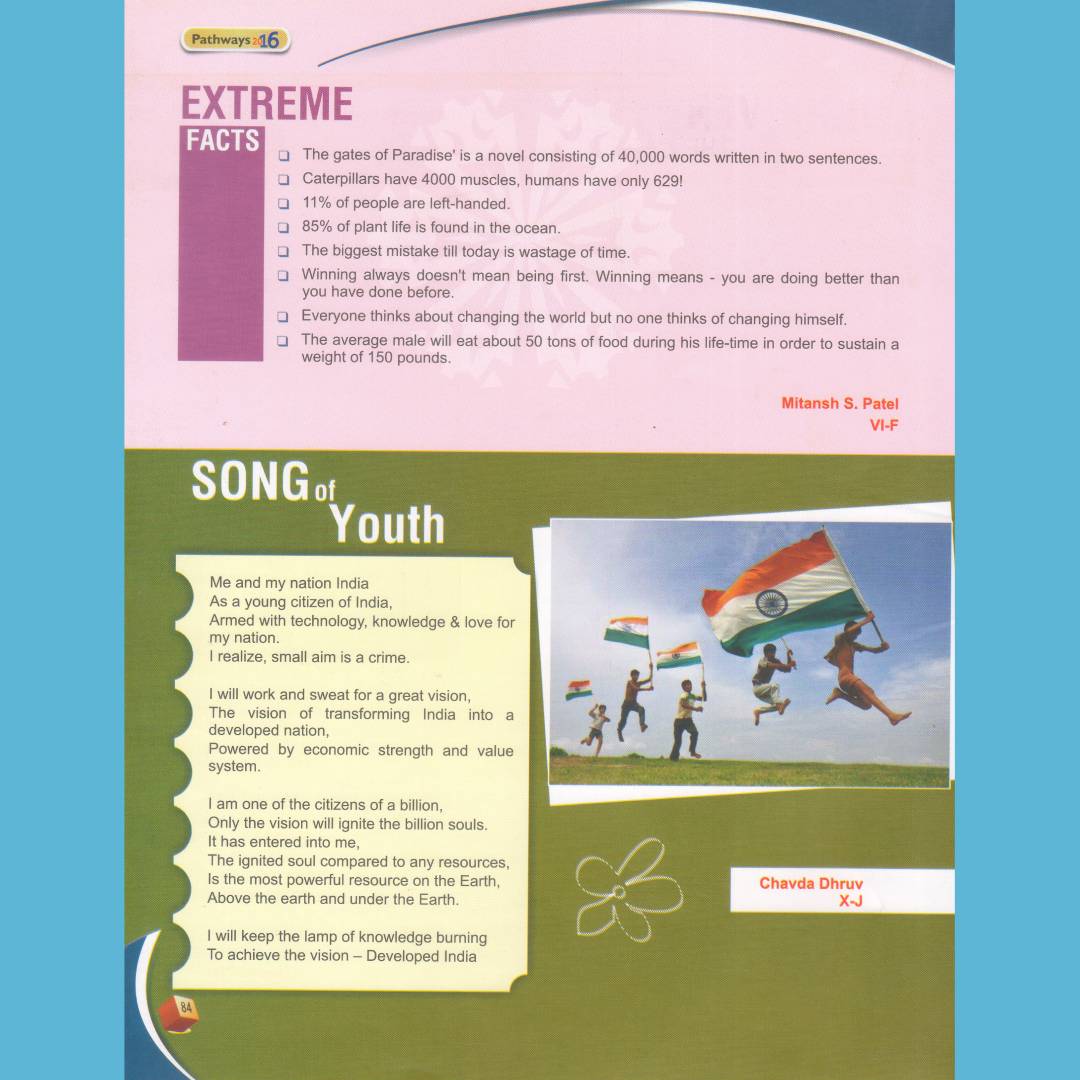 Pathways 2016
EXTREME
FACTS
❑ The gates of Paradise' is a novel consisting of 40,000 words written in two sentences.
❑ Caterpillars have 4000 muscles, humans have only 629!
❑ 11% of people are left-handed.
❑ 85% of plant life is found in the ocean.
❑ The biggest mistake till today is wastage of time.
❑ Winning always doesn't mean being first. Winning means - you are doing better than
you have done before.
❑ Everyone thinks about changing the world but no one thinks of changing himself.
❑ The average male will eat about 50 tons of food during his life-time in order to sustain a
weight of 150 pounds.
Mitansh S. Patel
VI-F
SONG of
Youth
Me and my nation India
As a young citizen of India,
Armed with technology, knowledge & love for
my nation.
I realize, small aim is a crime.
I will work and sweat for a great vision,
The vision of transforming India into a
developed nation,
Powered by economic strength and value
system.
I am one of the citizens of a billion,
Only the vision will ignite the billion souls.
It has entered into me,
The ignited soul compared to any resources,
Is the most powerful resource on the Earth,
Above the earth and under the Earth.
I will keep the lamp of knowledge burning
To achieve the vision – Developed India
Chavda Dhruv
X-J
84